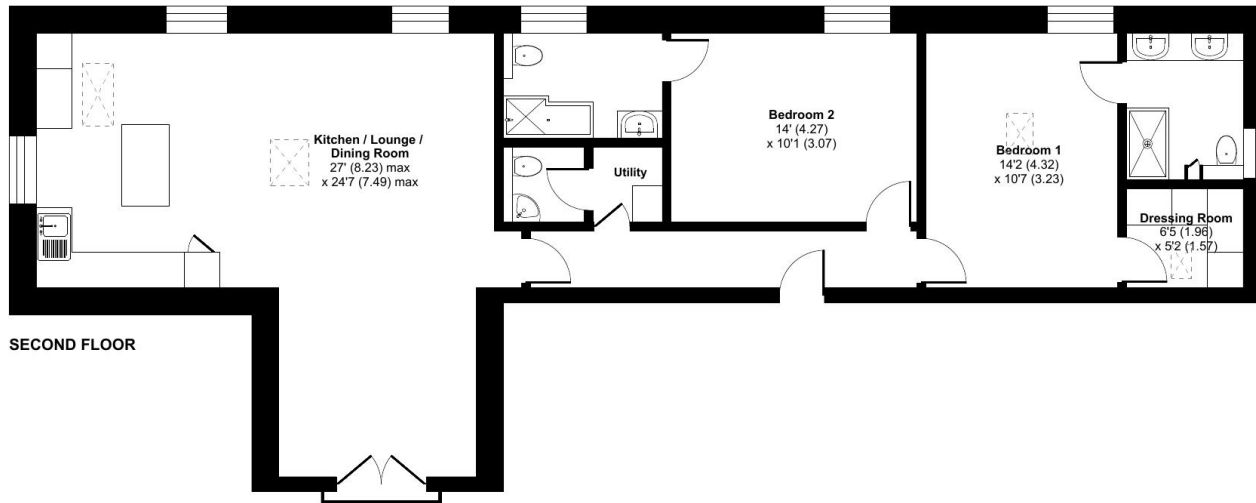 Kitchen / Lounge /
Dining Room
27' (8.23) max
x 24'7 (7.49) max
Utility
Bedroom 2
14' (4.27)
x 10'1 (3.07)
Bedroom 1
14'2 (4.32)
x 10'7 (3.23)
Dressing Room
6'5 (1.96)
x 5'2 (1.57)
SECOND FLOOR